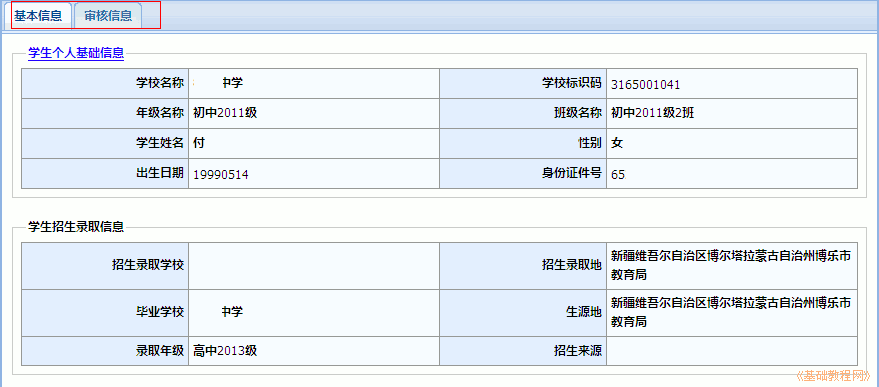 基本信息 审核信息
学生个人基础信息
学校名称 中学 学校标识码 3165001041
年级名称 初中2011级 班级名称 初中2011级2班
学生姓名 付 性别 女
出生日期 19990514 身份证件号 65
学生招生录取信息
招生录取学校 招生录取地 新疆维吾尔自治区博尔塔拉蒙古自治州博乐市
教育局
毕业学校 中学 生源地 新疆维吾尔自治区博尔塔拉蒙古自治州博乐市
教育局
录取年级 高中2013级 招生来源
《基础教程网》